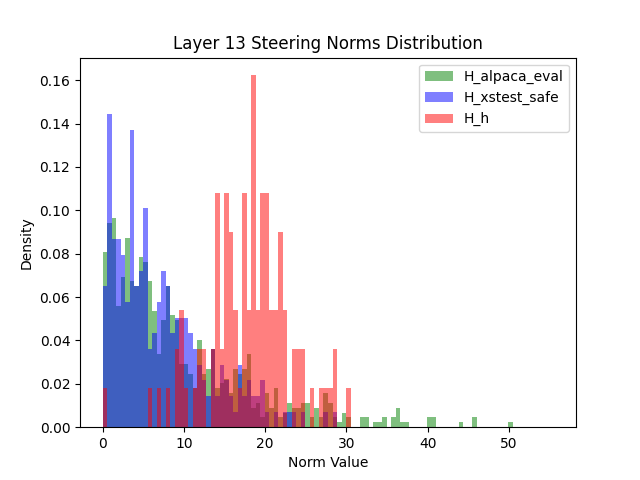 Layer 13 Steering Norms Distribution
H_alpaca_eval
H_xstest_safe
H_h
Density
0.16
0.14
0.12
0.10
0.08
0.06
0.04
0.02
0.00
0 10 20 30 40 50
Norm Value